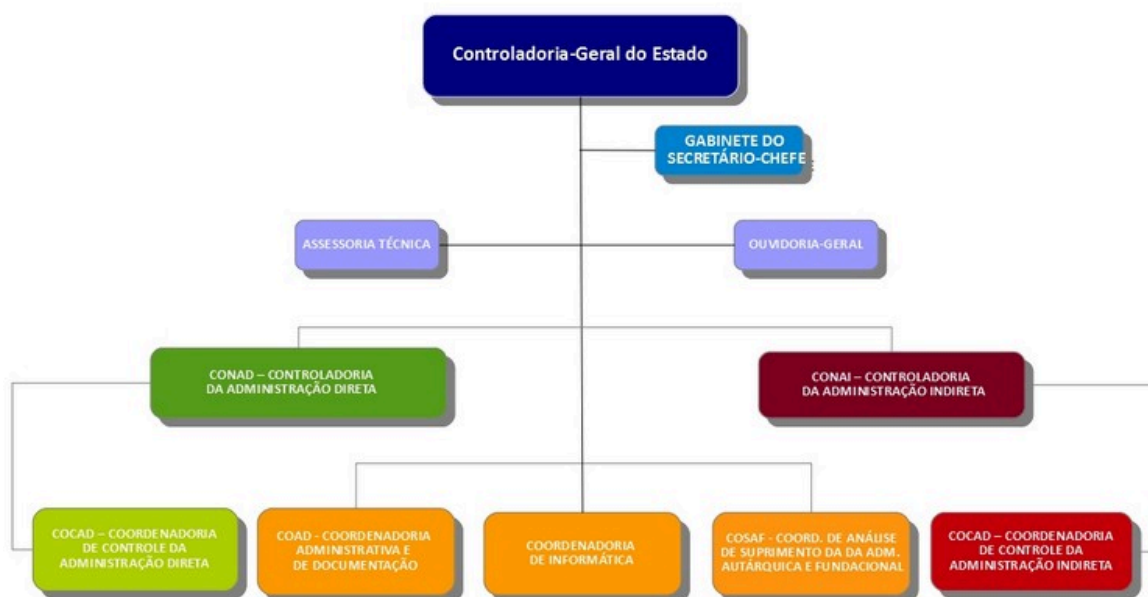 Controladoria-Geral do Estado
GABINETE DO
SECRETÁRIO-CHEFE
ASSESSORIA TÉCNICA
OUVIDORIA-GERAL
CONAD – CONTROLADORIA
DA ADMINISTRAÇÃO DIRETA
CONAI – CONTROLADORIA
DA ADMINISTRAÇÃO INDIRETA
COCAD – COORDENADORIA
DE CONTROLE DA
ADMINISTRAÇÃO DIRETA
COAD - COORDENADORIA
ADMINISTRATIVA E
DE DOCUMENTAÇÃO
COORDENADORIA
DE INFORMÁTICA
COSAF - COORD. DE ANÁLISE
DE SUPRIMENTO DA DA ADM.
AUTÁRQUICA E FUNDACIONAL
COCAD – COORDENADORIA
DE CONTROLE DA
ADMINISTRAÇÃO INDIRETA